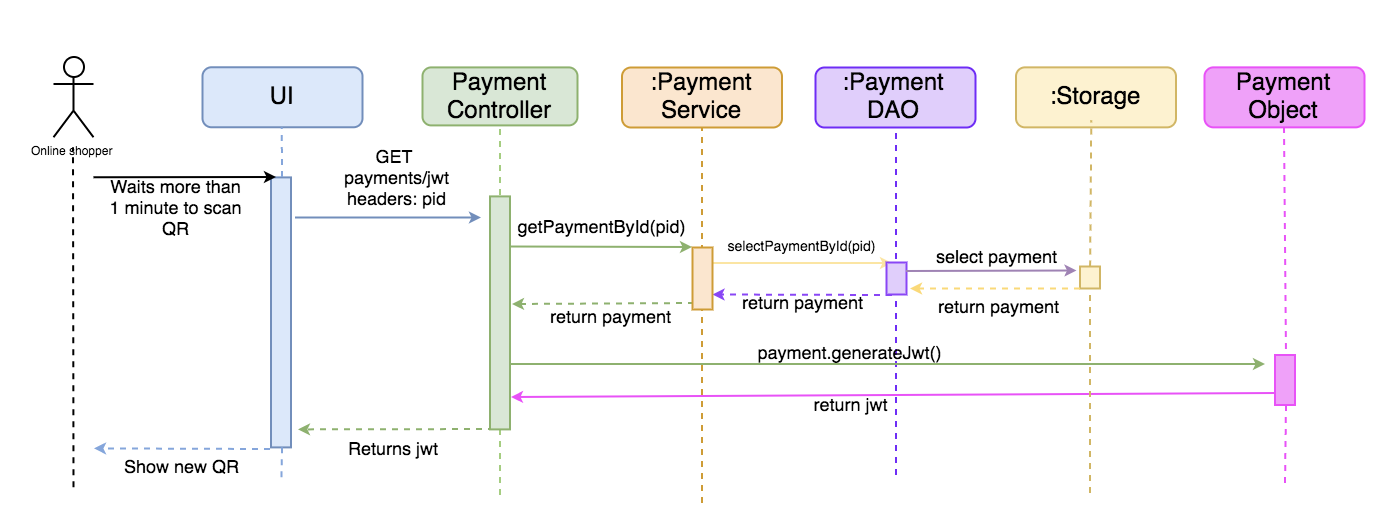 Online shopper
UI
Payment
Controller
:Payment
Service
:Payment
DAO
:Storage
Payment
Object
Waits more than
1 minute to scan
QR
GET
payments/jwt
headers: pid
getPaymentById(pid)
selectPaymentById(pid)
select payment
return payment
return payment
return payment
payment.generateJwt()
return jwt
Returns jwt
Show new QR